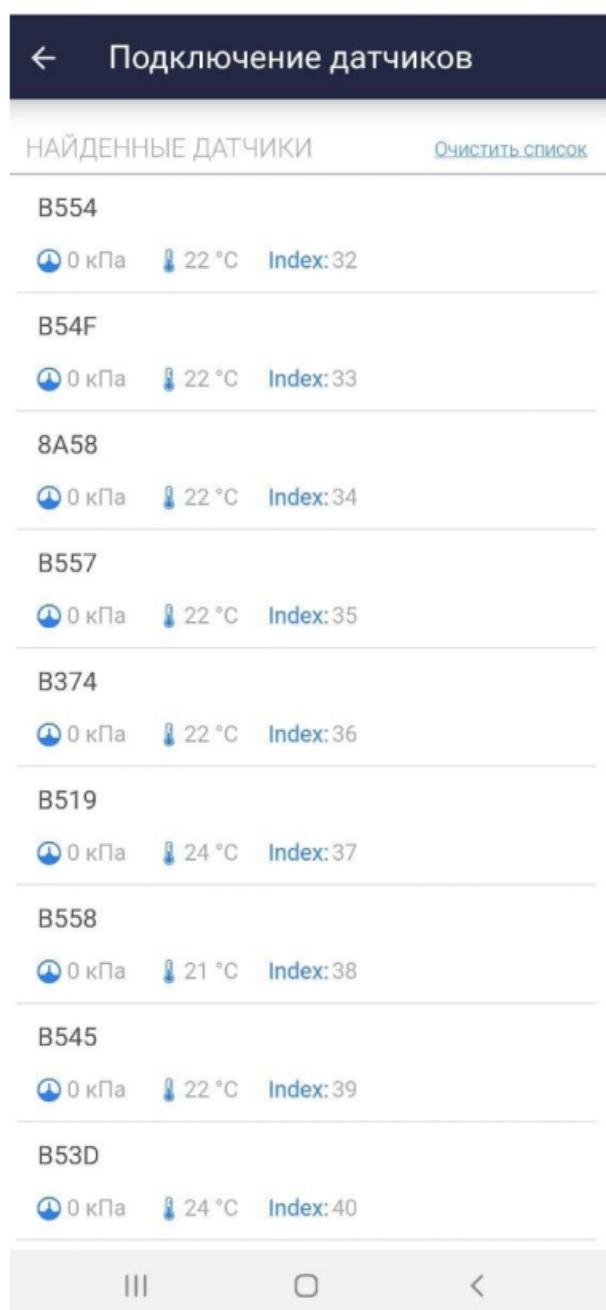 Подключение датчиков
НАЙДЕННЫЕ ДАТЧИКИ Очистить список
B554
0 кПа 22 °C Index: 32
B54F
0 кПа 22 °C Index: 33
8A58
0 кПа 22 °C Index: 34
B557
0 кПа 22 °C Index: 35
B374
0 кПа 22 °C Index: 36
B519
0 кПа 24 °C Index: 37
B558
0 кПа 21 °C Index: 38
B545
0 кПа 22 °C Index: 39
B53D
0 кПа 24 °C Index: 40